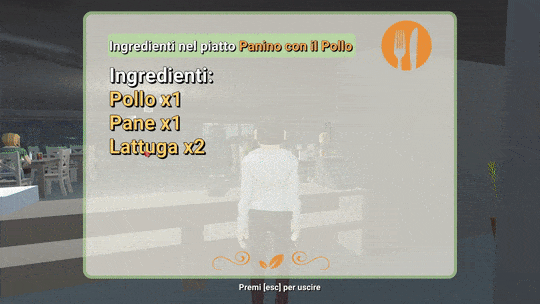 Ingredienti nel piatto Panino con il Pollo
Ingredienti:
Pollo x1
Pane x1
Lattuga x2
Premi [esc] per uscire